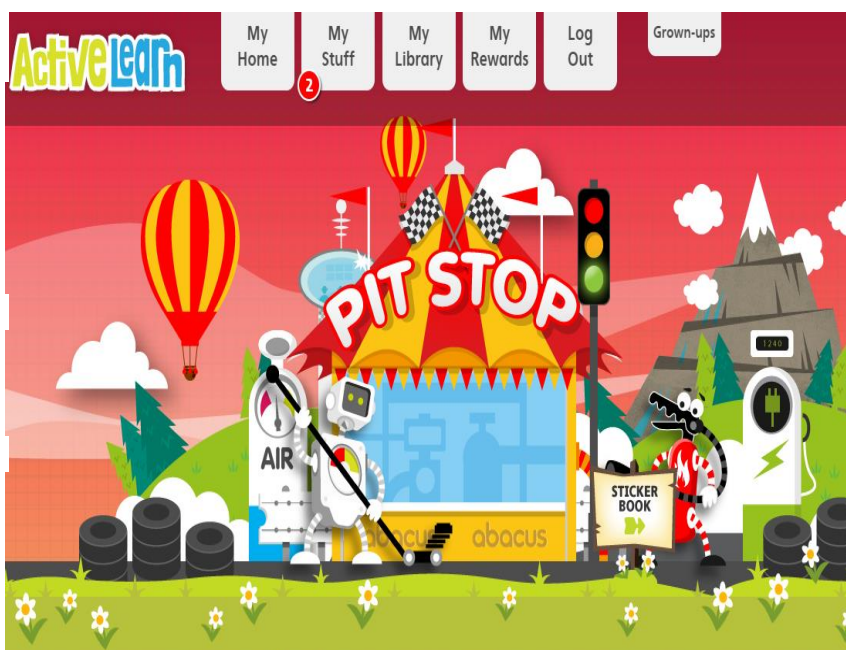 ActiveLearn
My
Home
My
Stuff
2
My
Library
My
Rewards
Log
Out
Grown-ups
PIT STOP
1240
AIR
STICKER
BOOK
abacus abacus